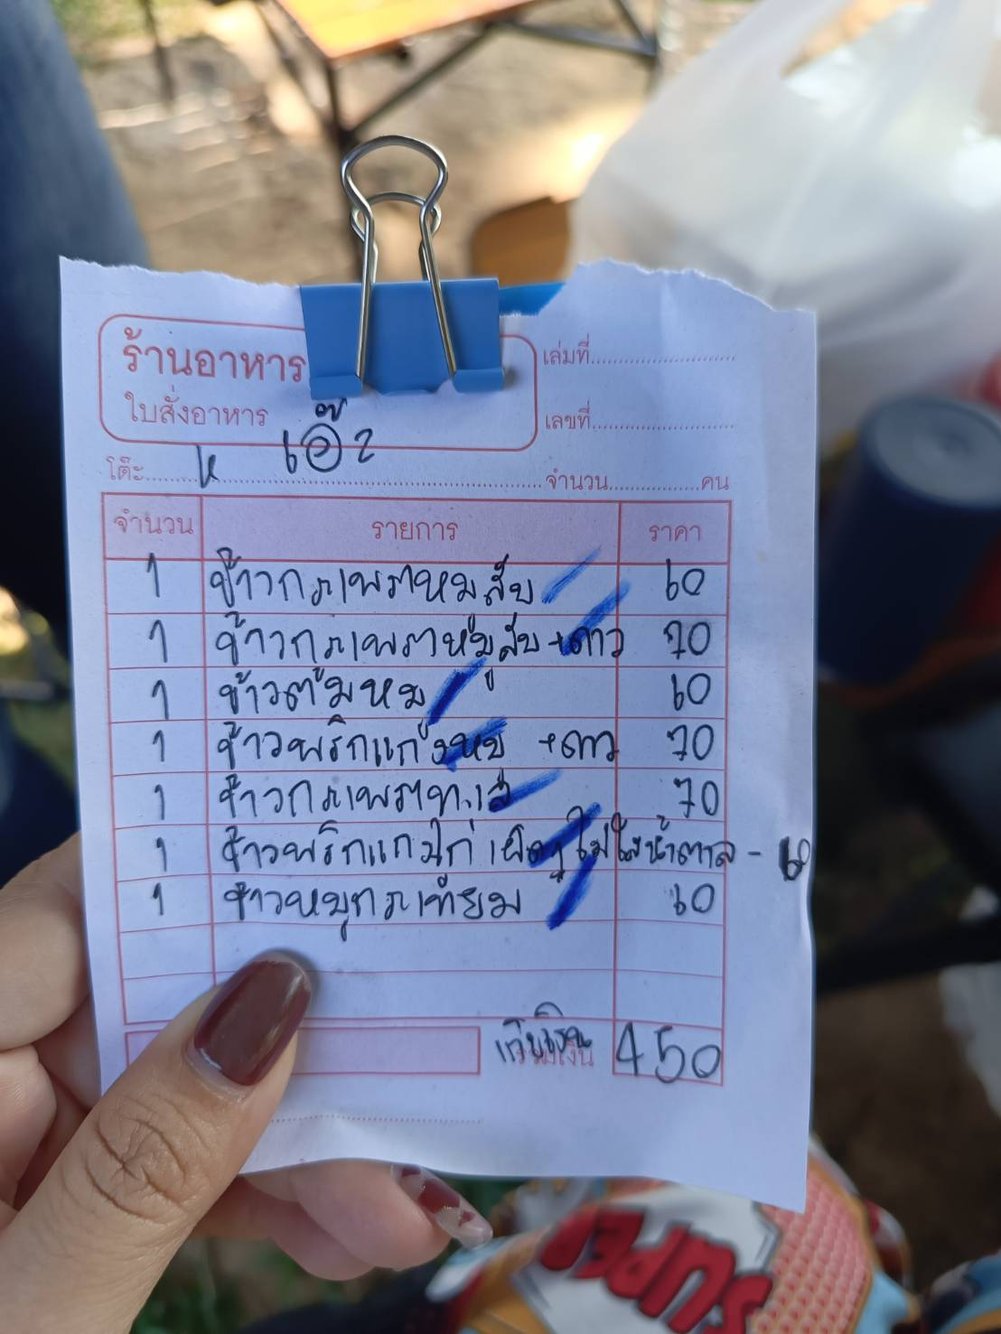 ร้านอาหาร
เล่มที่
ใบสั่งอาหาร
เลขที่
เอ๊ะ
โต๊ะ
จำนวน คน
จำนวน รายการ ราคา
1 ข้าวกะเพราหมูสับ 60
1 ข้าวกะเพราหมูสับ +ดาว 70
1 ข้าวต้มหมู 60
1 ข้าวพริกแกงหมู +ดาว 70
1 ข้าวกะเพราทะเล 70
1 ข้าวพริกแกงไก่ เผ็ดๆ ไม่ใส่น้ำตาล - 60
1 ข้าวหมูกระเทียม 60
เก็บเงิน
รวมเงิน 450
SUPER